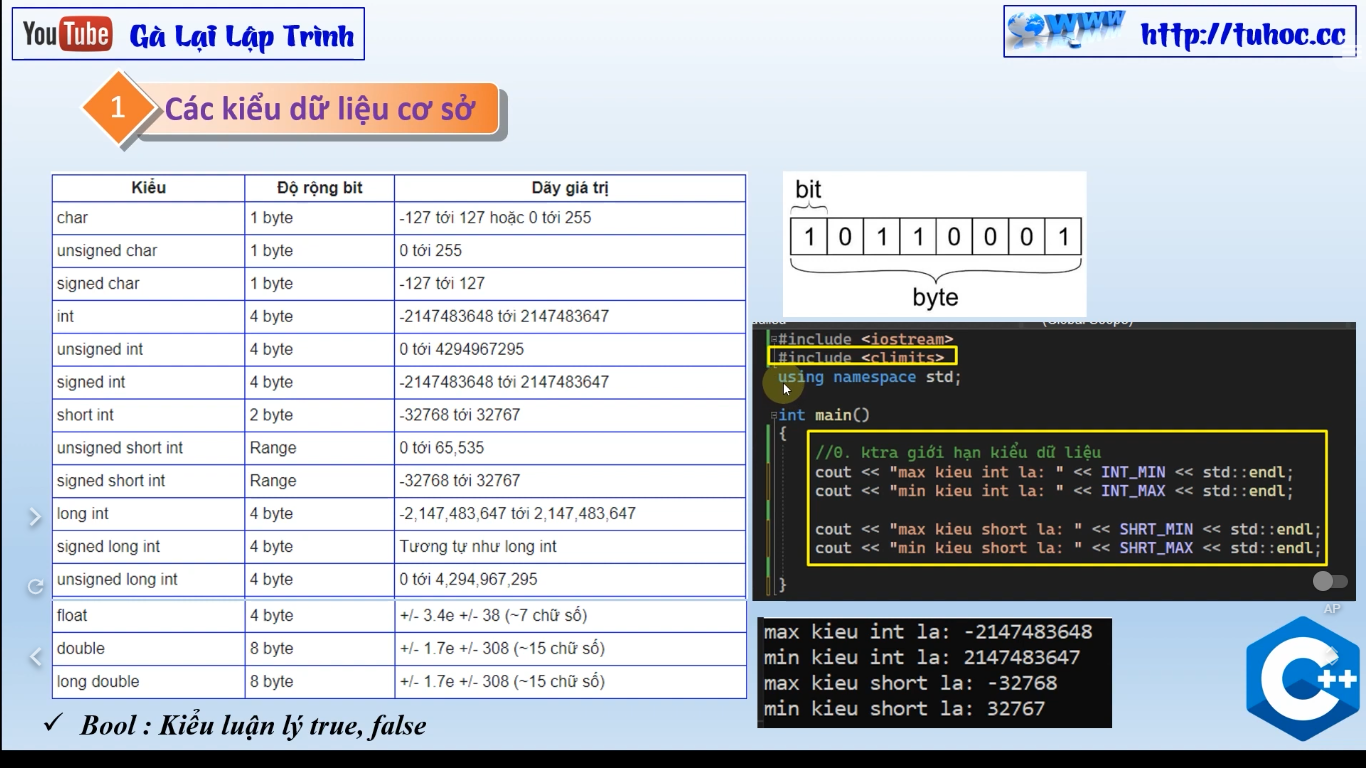 YouTube Gà Lại Lập Trình
WWW http://tuhoc.cc
1 Các kiểu dữ liệu cơ sở
Kiểu Độ rộng bit Dãy giá trị
char 1 byte -127 tới 127 hoặc 0 tới 255
unsigned char 1 byte 0 tới 255
signed char 1 byte -127 tới 127
int 4 byte -2147483648 tới 2147483647
unsigned int 4 byte 0 tới 4294967295
signed int 4 byte -2147483648 tới 2147483647
short int 2 byte -32768 tới 32767
unsigned short int Range 0 tới 65,535
signed short int Range -32768 tới 32767
long int 4 byte -2,147,483,647 tới 2,147,483,647
signed long int 4 byte Tương tự như long int
unsigned long int 4 byte 0 tới 4,294,967,295
float 4 byte +/- 3.4e +/- 38 (~7 chữ số)
double 8 byte +/- 1.7e +/- 308 (~15 chữ số)
long double 8 byte +/- 1.7e +/- 308 (~15 chữ số)
✓ Bool : Kiểu luận lý true, false
bit
1 0 1 1 0 0 0 1
byte
#include <iostream>
#include <climits>
using namespace std;
int main()
{
//0. ktra giới hạn kiểu dữ liệu
cout << "max kieu int la: " << INT_MIN << std::endl;
cout << "min kieu int la: " << INT_MAX << std::endl;
cout << "max kieu short la: " << SHRT_MIN << std::endl;
cout << "min kieu short la: " << SHRT_MAX << std::endl;
}
AP
max kieu int la: -2147483648
min kieu int la: 2147483647
max kieu short la: -32768
min kieu short la: 32767
C++